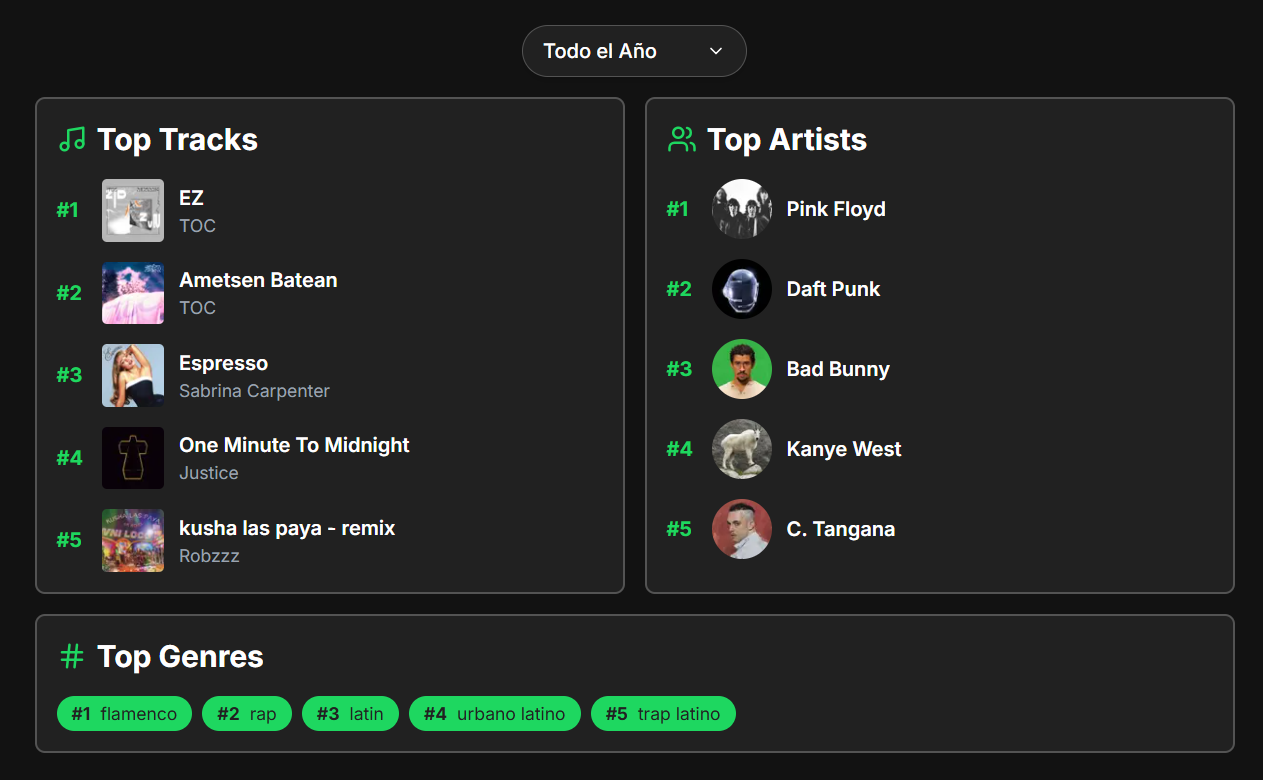 Todo el Año
Top Tracks
#1
EZ
TOC
#2
Ametsen Batean
TOC
#3
Espresso
Sabrina Carpenter
#4
One Minute To Midnight
Justice
#5
kusha las paya - remix
Robzzz
Top Artists
#1 Pink Floyd
#2 Daft Punk
#3 Bad Bunny
#4 Kanye West
#5 C. Tangana
Top Genres
#1 flamenco #2 rap #3 latin #4 urbano latino #5 trap latino